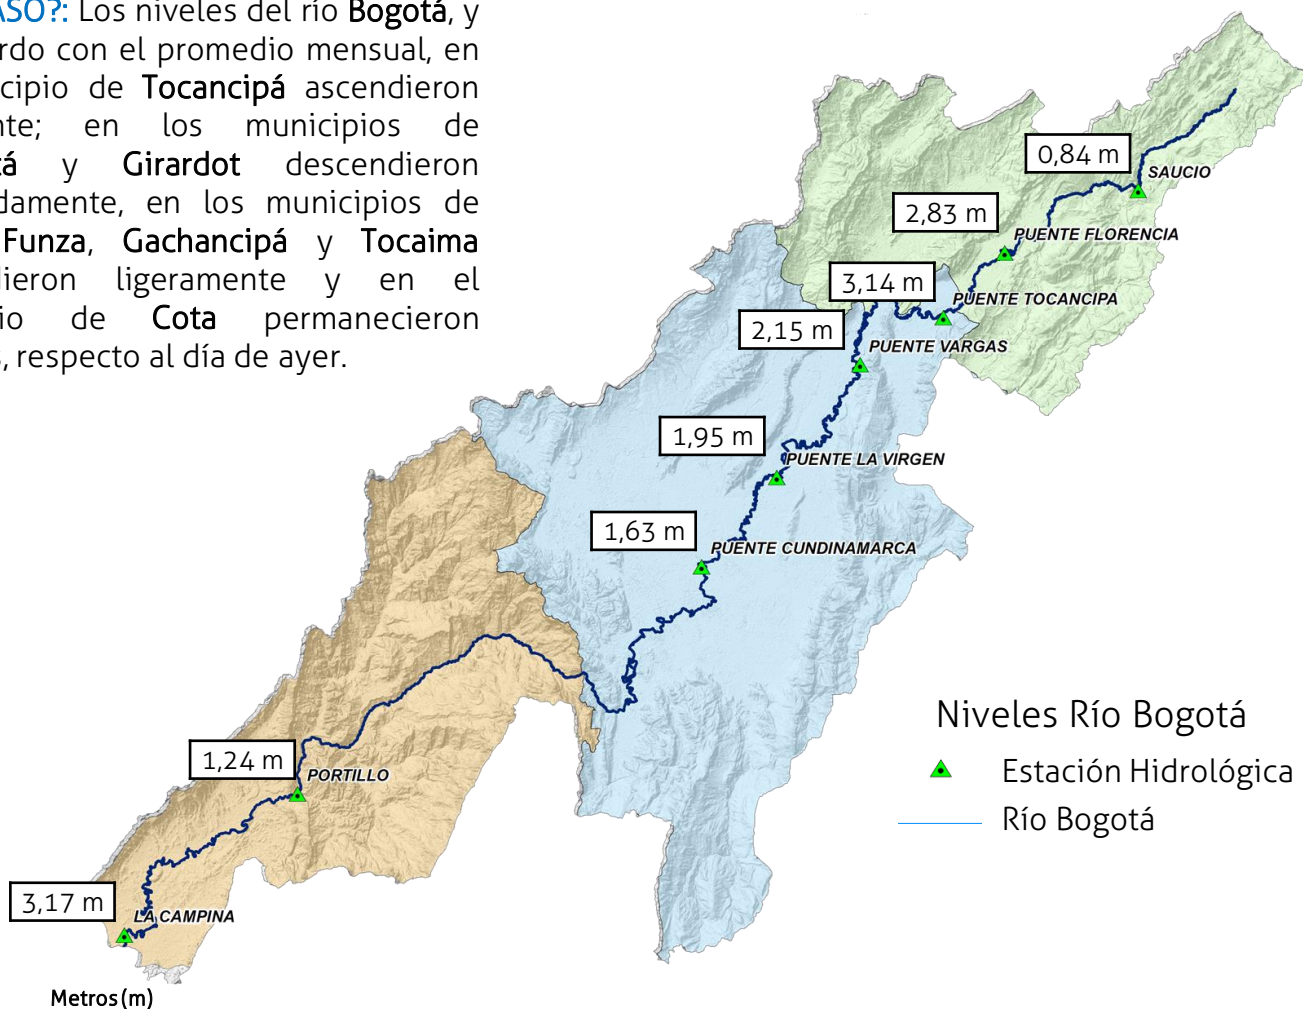 ASO?: Los niveles del río Bogotá, y
rdo con el promedio mensual, en
cipio de Tocancipá ascendieron
nte; en los municipios de
tá y Girardot descendieron
damente, en los municipios de
Funza, Gachancipá y Tocaima
dieron ligeramente y en el
io de Cota permanecieron
s, respecto al día de ayer.
0,84 m
SAUCIO
2,83 m
PUENTE FLORENCIA
3,14 m
PUENTE TOCANCIPA
2,15 m
PUENTE VARGAS
1,95 m
PUENTE LA VIRGEN
1,63 m
PUENTE CUNDINAMARCA
Niveles Río Bogotá
Estación Hidrológica
Río Bogotá
1,24 m
PORTILLO
3,17 m
LA CAMPINA
Metros (m)